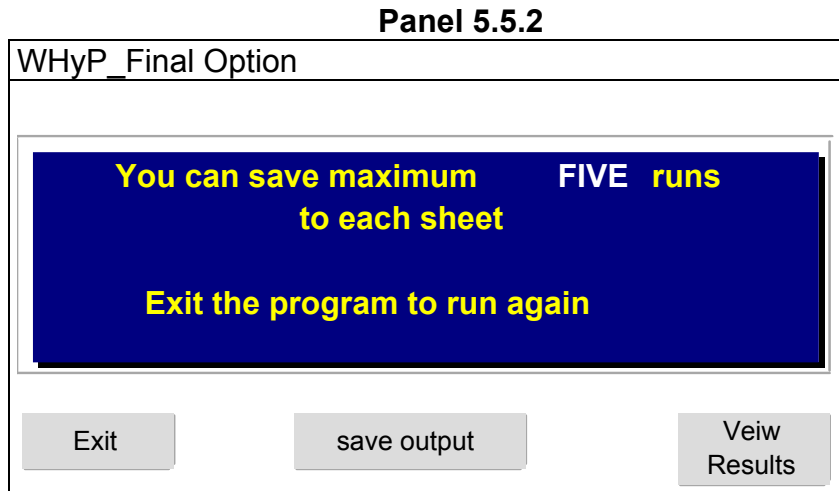 Panel 5.5.2
WHyP_Final Option
You can save maximum FIVE runs
to each sheet
Exit the program to run again
Exit
save output
Veiw
Results